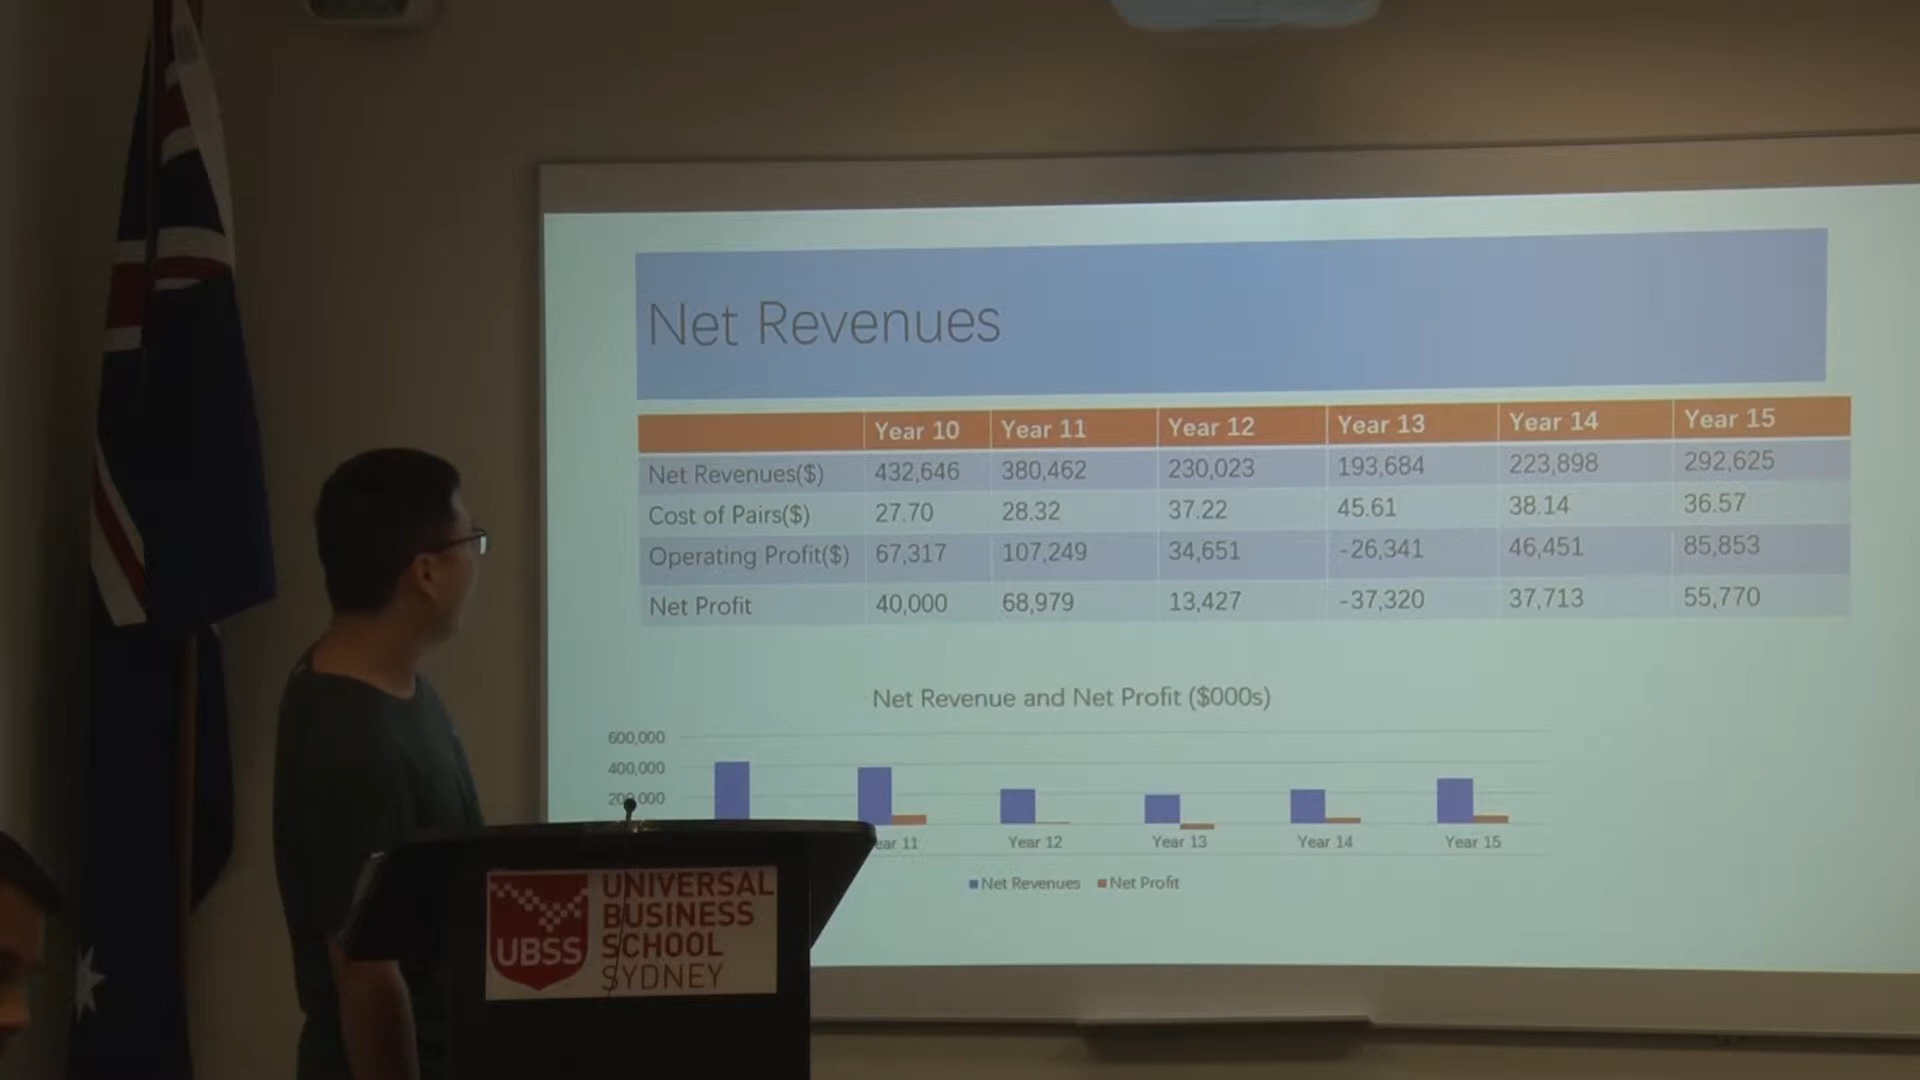 Net Revenues
Year 10 Year 11 Year 12 Year 13 Year 14 Year 15
Net Revenues($) 432,646 380,462 230,023 193,684 223,898 292,625
Cost of Pairs($) 27.70 28.32 37.22 45.61 38.14 36.57
Operating Profit($) 67,317 107,249 34,651 -26,341 46,451 85,853
Net Profit 40,000 68,979 13,427 -37,320 37,713 55,770
Net Revenue and Net Profit ($000s)
600,000
400,000
200,000
ear 11 Year 12 Year 13 Year 14 Year 15
Net Revenues Net Profit
UBSS
UNIVERSAL
BUSINESS
SCHOOL
SYDNEY